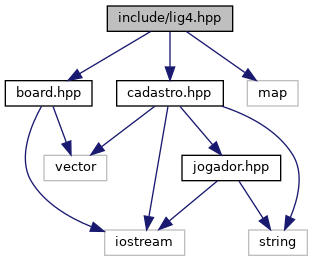 include/lig4.hpp
board.hpp
cadastro.hpp
map
vector
jogador.hpp
iostream
string